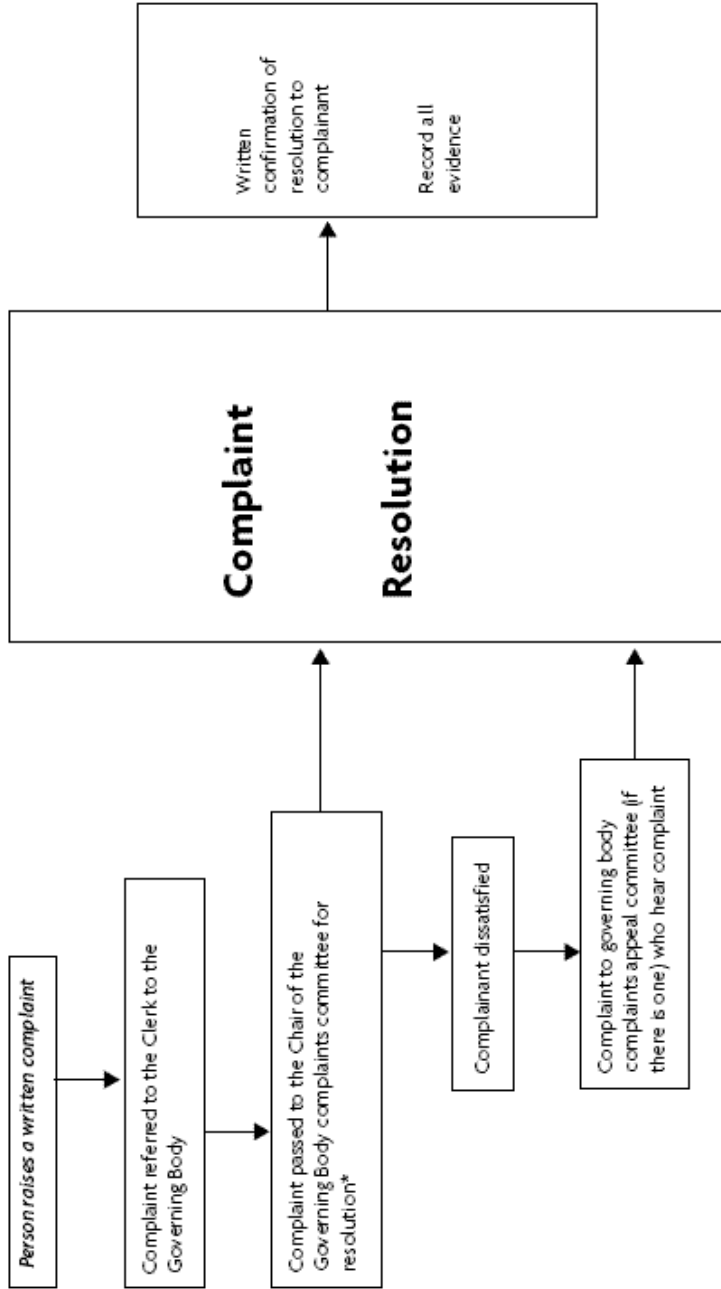 Person raises a written complaint
Complaint referred to the Clerk to the
Governing Body
Complaint passed to the Chair of the
Governing Body complaints committee for
resolution*
Complainant dissatisfied
Complaint to governing body
complaints appeal committee (if
there is one) who hear complaint
Complaint
Resolution
Written
confirmation of
resolution to
complainant
Record all
evidence